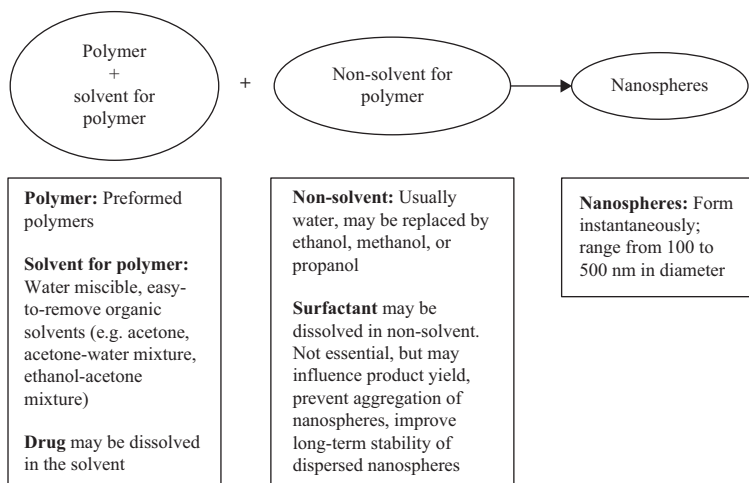 Polymer
+
solvent for
polymer
+
Non-solvent for
polymer
Nanospheres
Polymer: Preformed
polymers
Solvent for polymer:
Water miscible, easy-
to-remove organic
solvents (e.g. acetone,
acetone-water mixture,
ethanol-acetone
mixture)
Drug may be dissolved
in the solvent
Non-solvent: Usually
water, may be replaced by
ethanol, methanol, or
propanol
Surfactant may be
dissolved in non-solvent.
Not essential, but may
influence product yield,
prevent aggregation of
nanospheres, improve
long-term stability of
dispersed nanospheres
Nanospheres: Form
instantaneously;
range from 100 to
500 nm in diameter